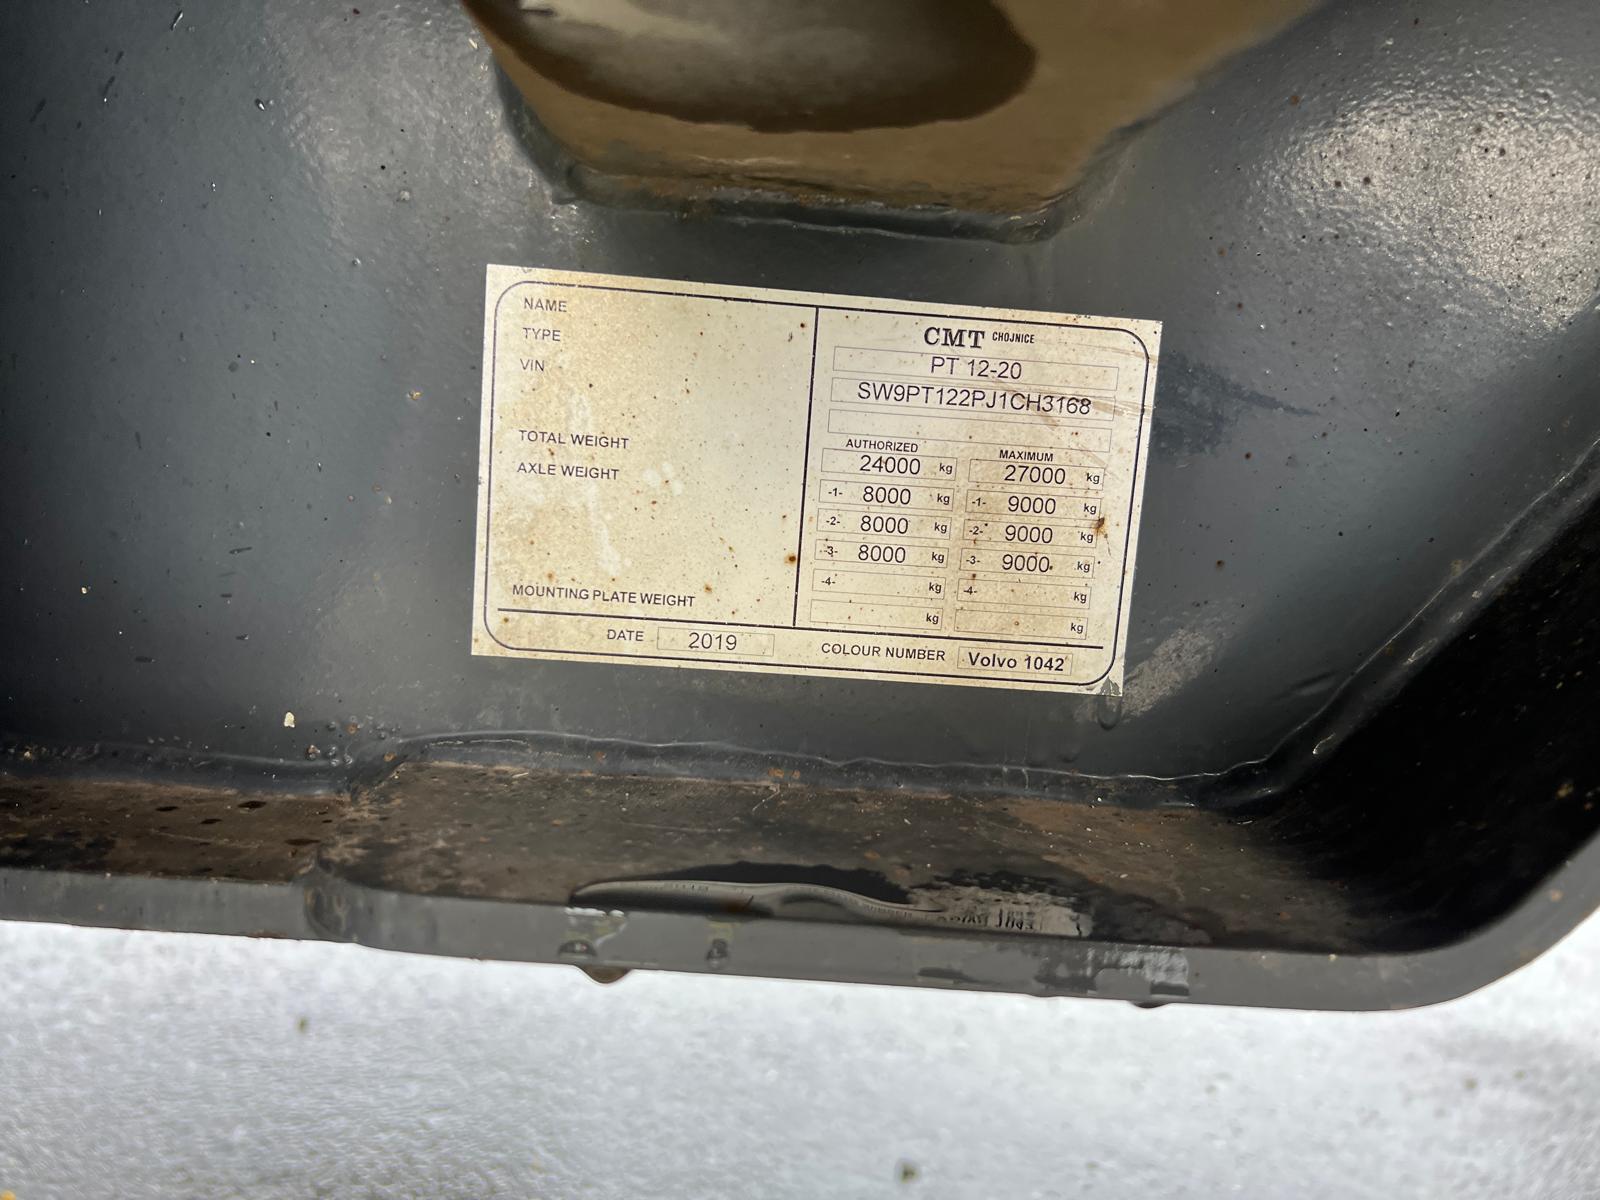 NAME CMT CHOJNICE
TYPE PT 12-20
VIN SW9PT122PJ1CH3168
AUTHORIZED MAXIMUM
TOTAL WEIGHT 24000 kg 27000 kg
AXLE WEIGHT -1- 8000 kg -1- 9000 kg
-2- 8000 kg -2- 9000 kg
-3- 8000 kg -3- 9000 kg
-4- kg -4- kg
MOUNTING PLATE WEIGHT kg kg
DATE 2019 COLOUR NUMBER Volvo 1042